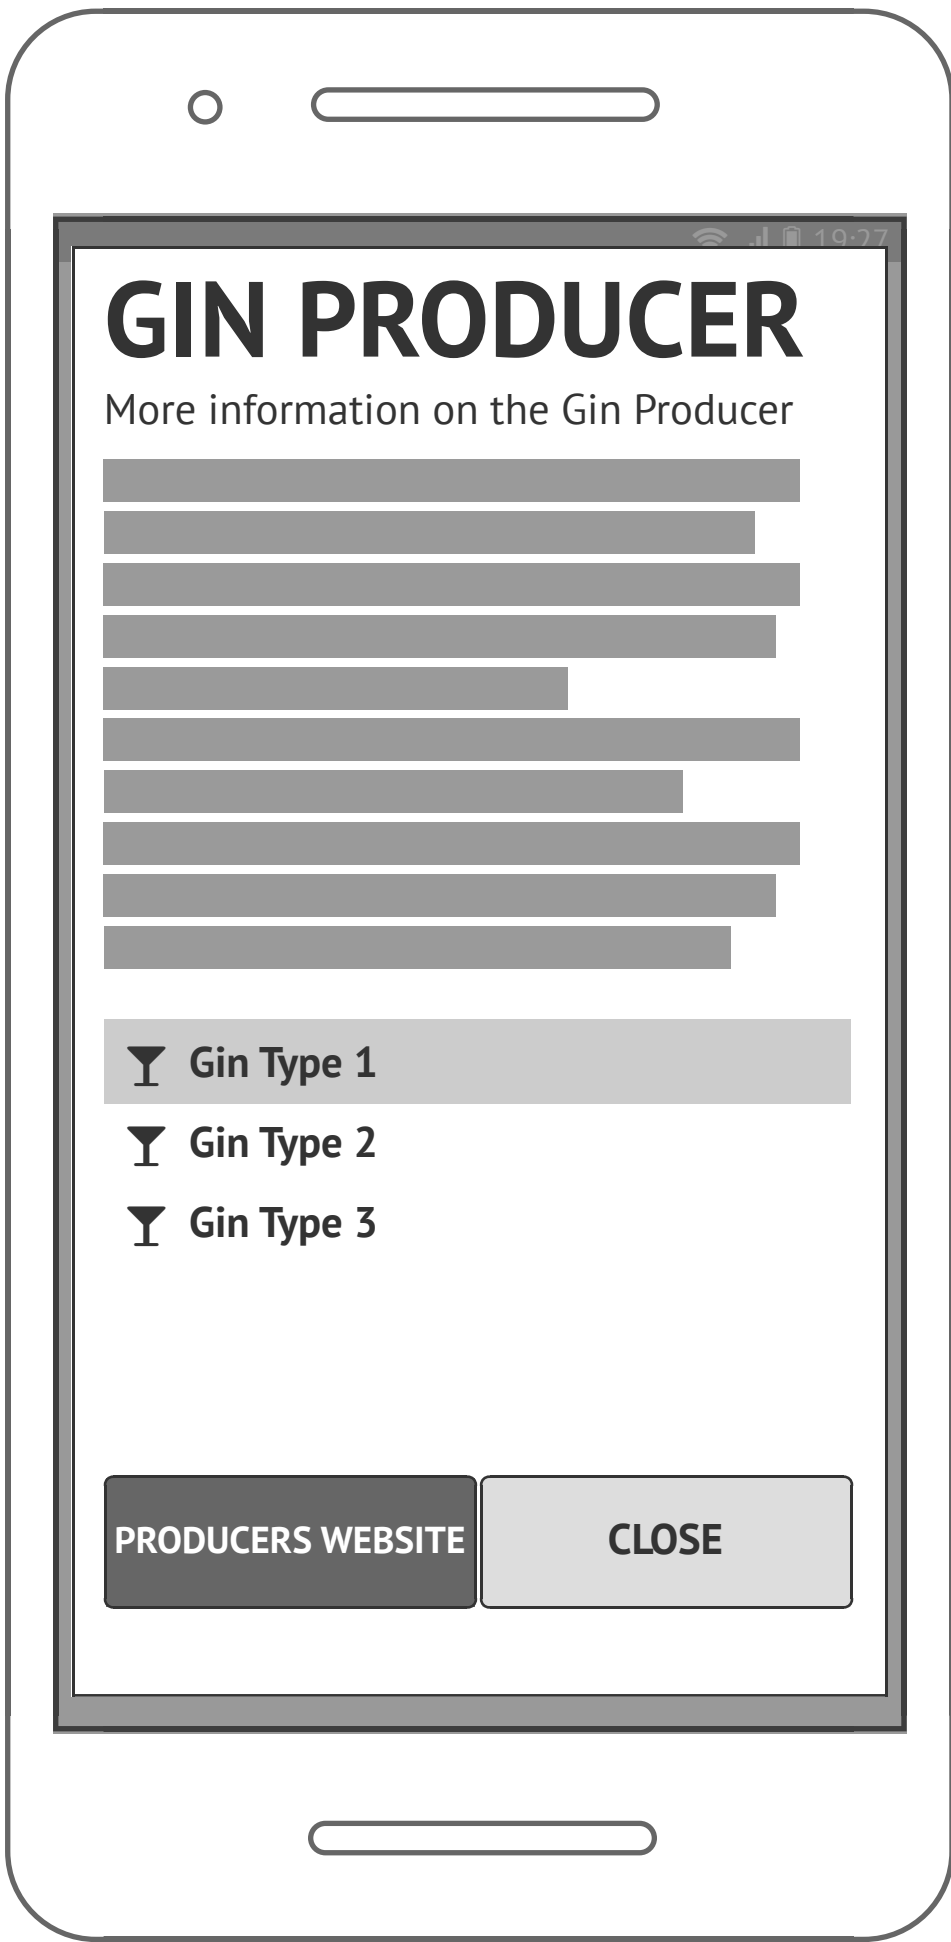 19:27
GIN PRODUCER
More information on the Gin Producer
Gin Type 1
Gin Type 2
Gin Type 3
PRODUCERS WEBSITE
CLOSE